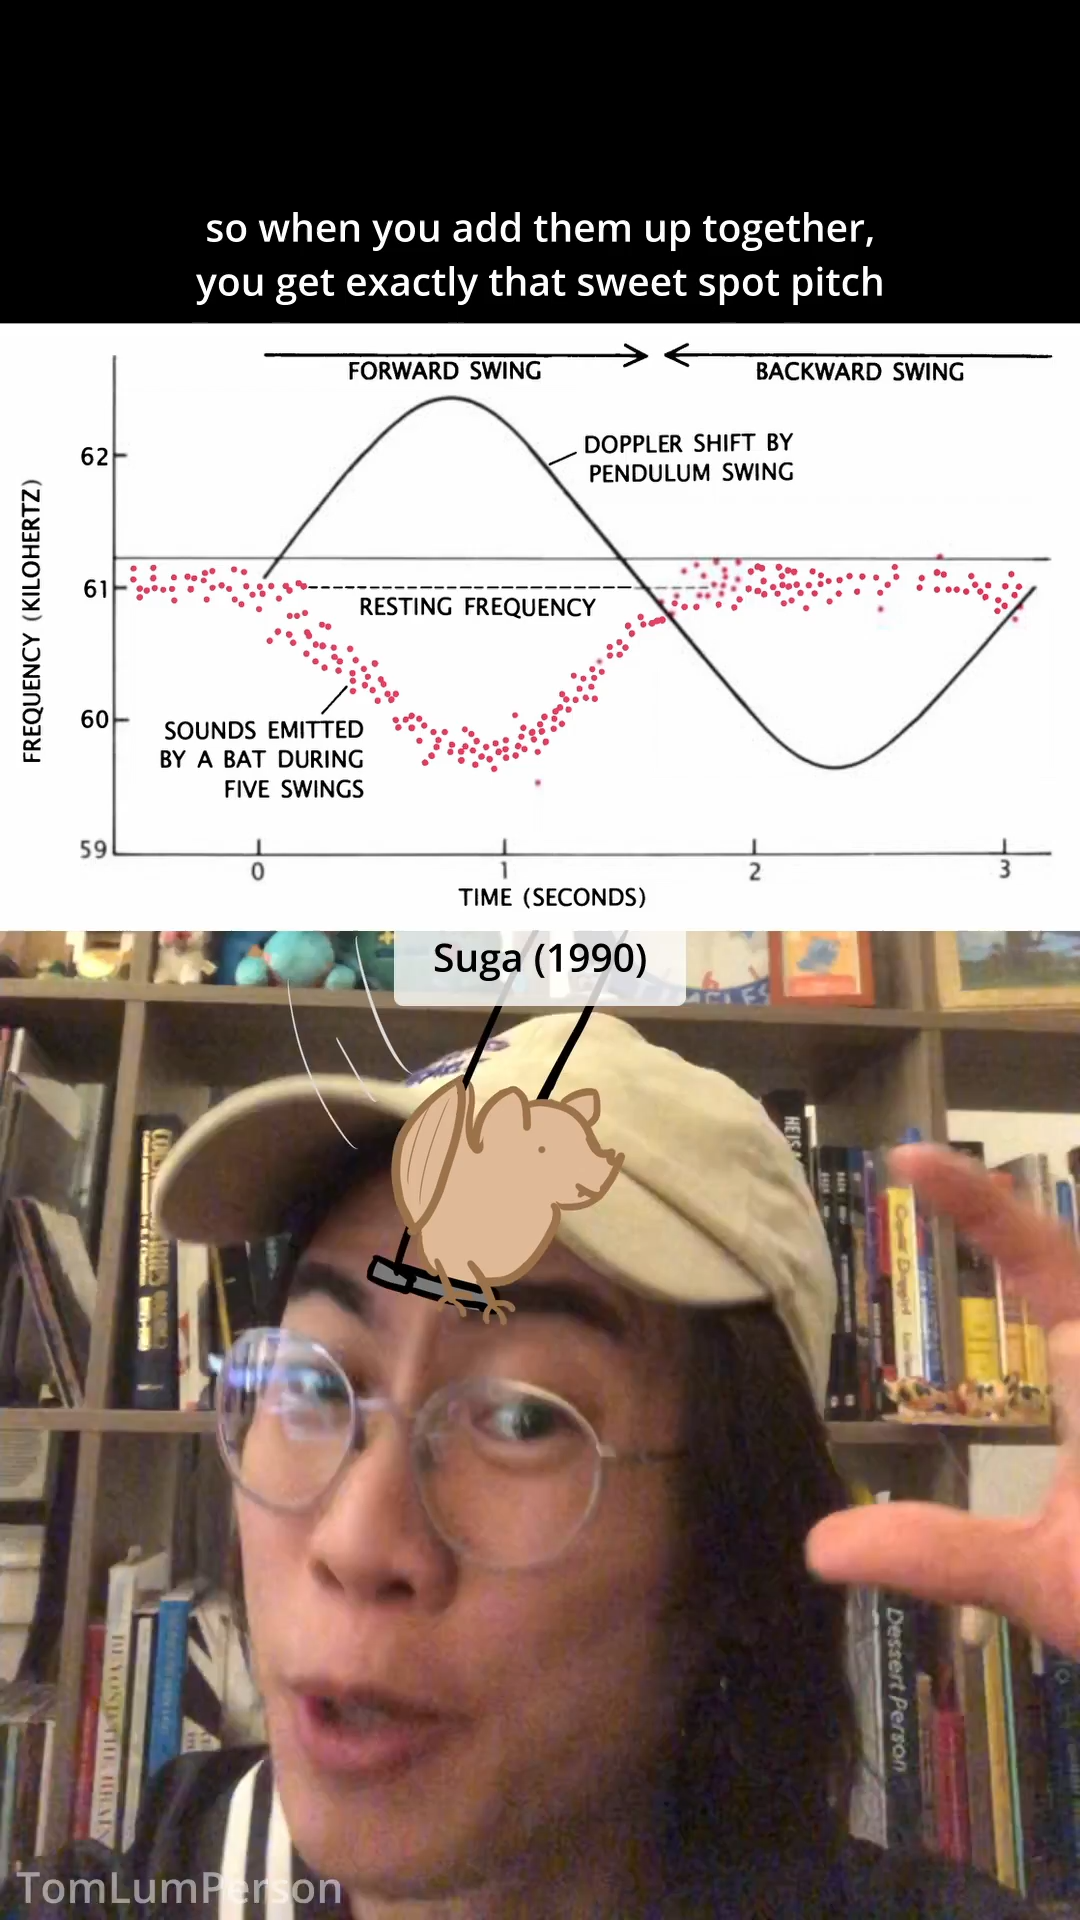 so when you add them up together,
you get exactly that sweet spot pitch
FORWARD SWING
BACKWARD SWING
DOPPLER SHIFT BY
PENDULUM SWING
62
61
RESTING FREQUENCY
60
SOUNDS EMITTED
BY A BAT DURING
FIVE SWINGS
59
FREQUENCY (KILOHERTZ)
0
1
2
3
TIME (SECONDS)
Suga (1990)
Dessert Person
TomLumPerson